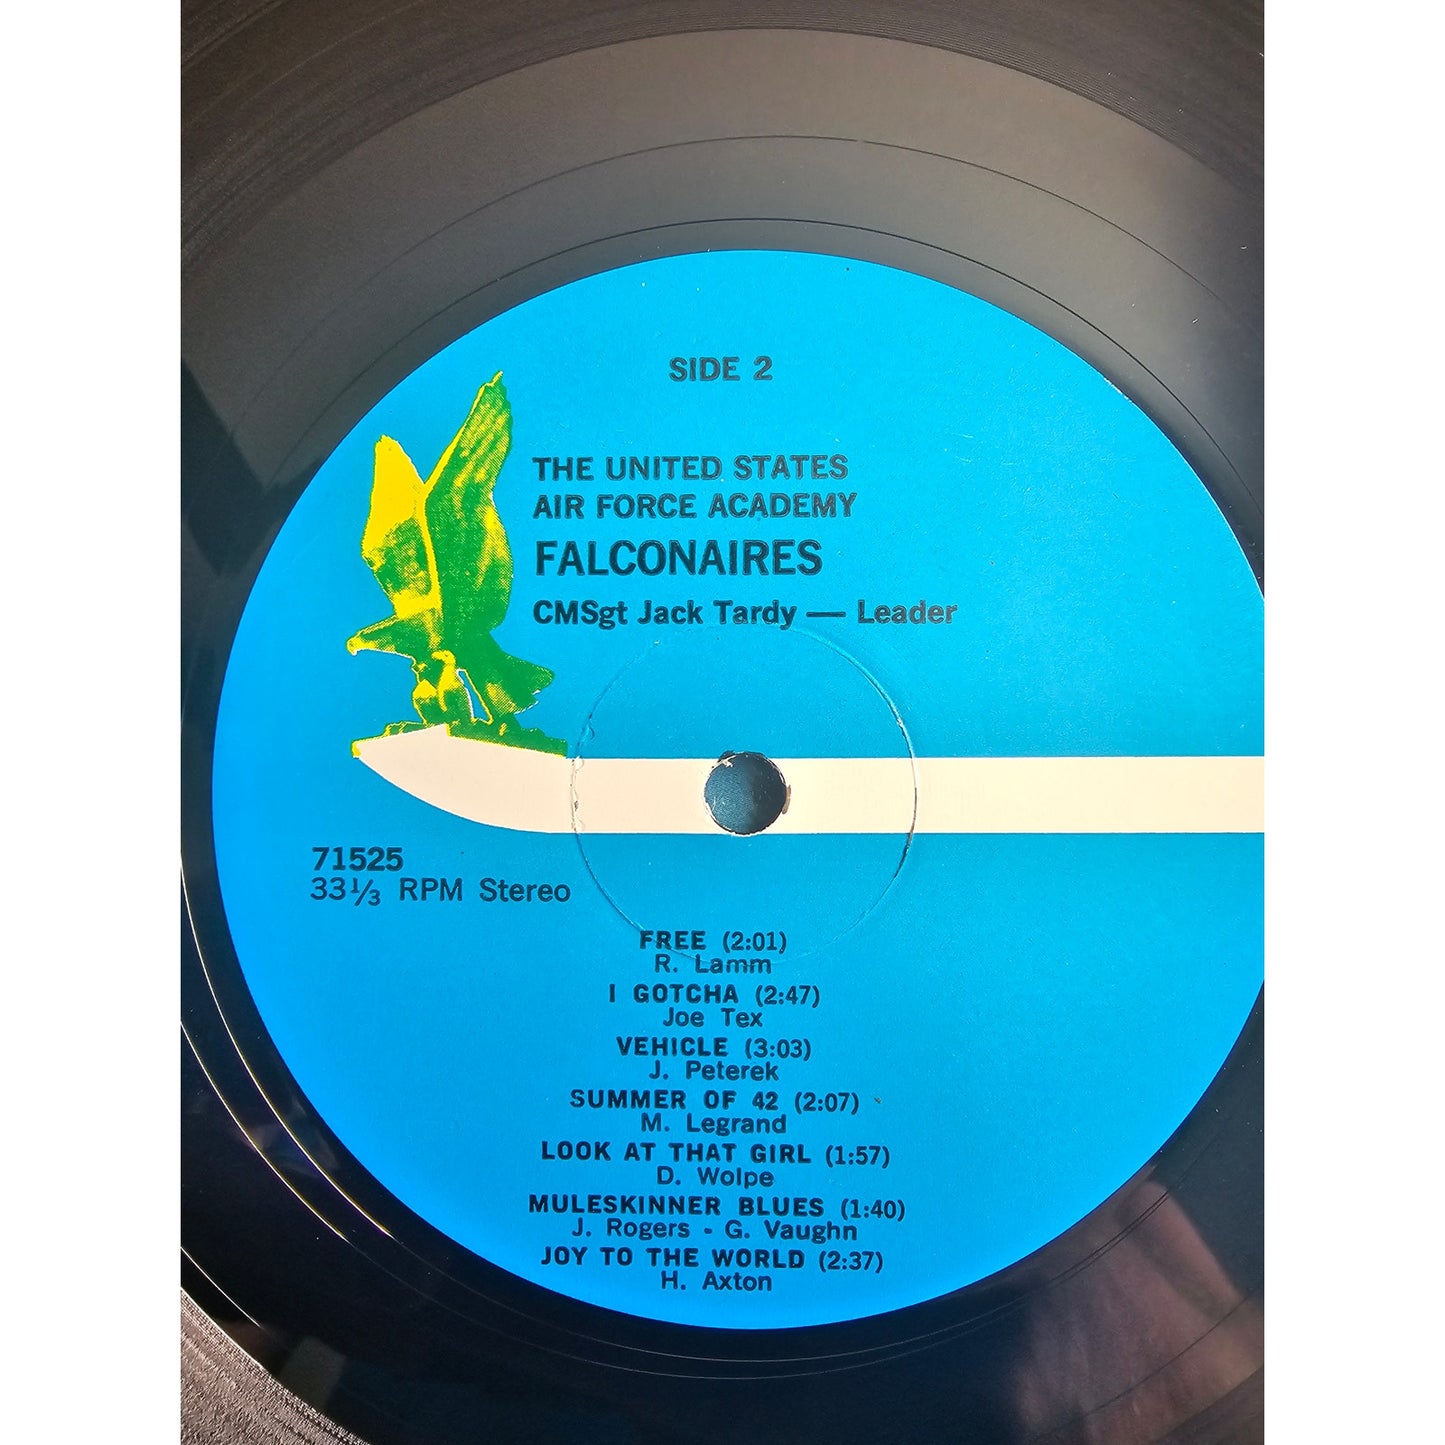 SIDE 2
THE UNITED STATES
AIR FORCE ACADEMY
FALCONAIRES
CMSgt Jack Tardy — Leader
71525
33⅓ RPM Stereo
FREE (2:01)
R. Lamm
I GOTCHA (2:47)
Joe Tex
VEHICLE (3:03)
J. Peterek
SUMMER OF 42 (2:07)
M. Legrand
LOOK AT THAT GIRL (1:57)
D. Wolpe
MULESKINNER BLUES (1:40)
J. Rogers - G. Vaughn
JOY TO THE WORLD (2:37)
H. Axton